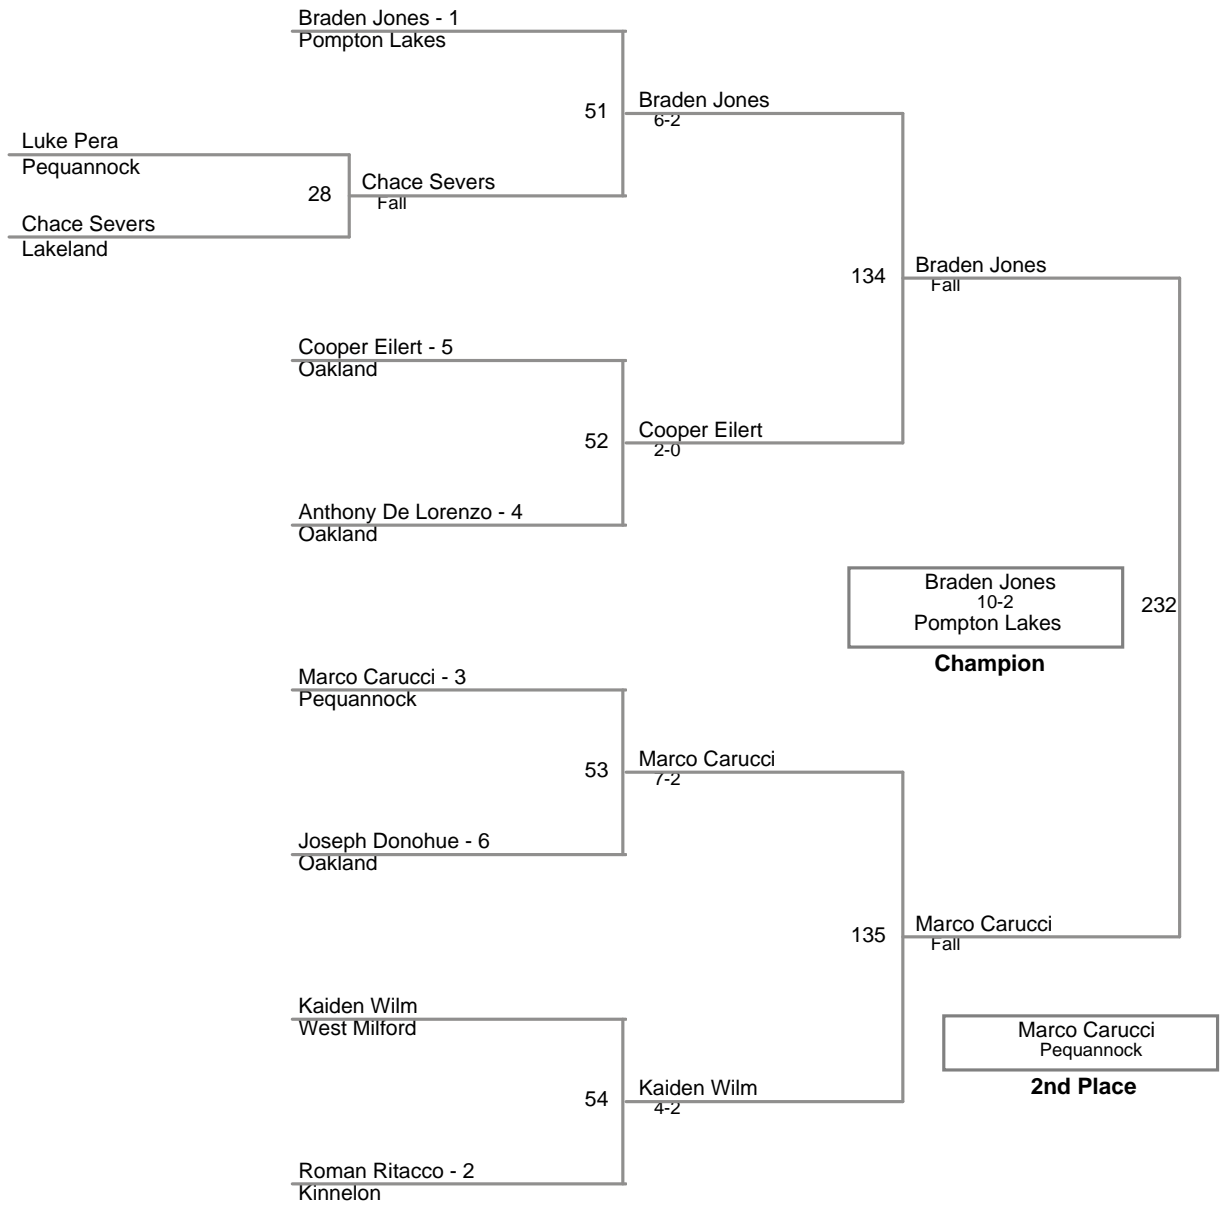 Braden Jones - 1
Pompton Lakes
51
Braden Jones
6-2
Luke Pera
Pequannock
28
Chace Severs
Fall
Chace Severs
Lakeland
134
Braden Jones
Fall
Cooper Eilert - 5
Oakland
52
Cooper Eilert
2-0
Anthony De Lorenzo - 4
Oakland
Braden Jones
10-2
Pompton Lakes
232
Champion
Marco Carucci - 3
Pequannock
53
Marco Carucci
7-2
Joseph Donohue - 6
Oakland
135
Marco Carucci
Fall
Kaiden Wilm
West Milford
Marco Carucci
Pequannock
2nd Place
54
Kaiden Wilm
4-2
Roman Ritacco - 2
Kinnelon